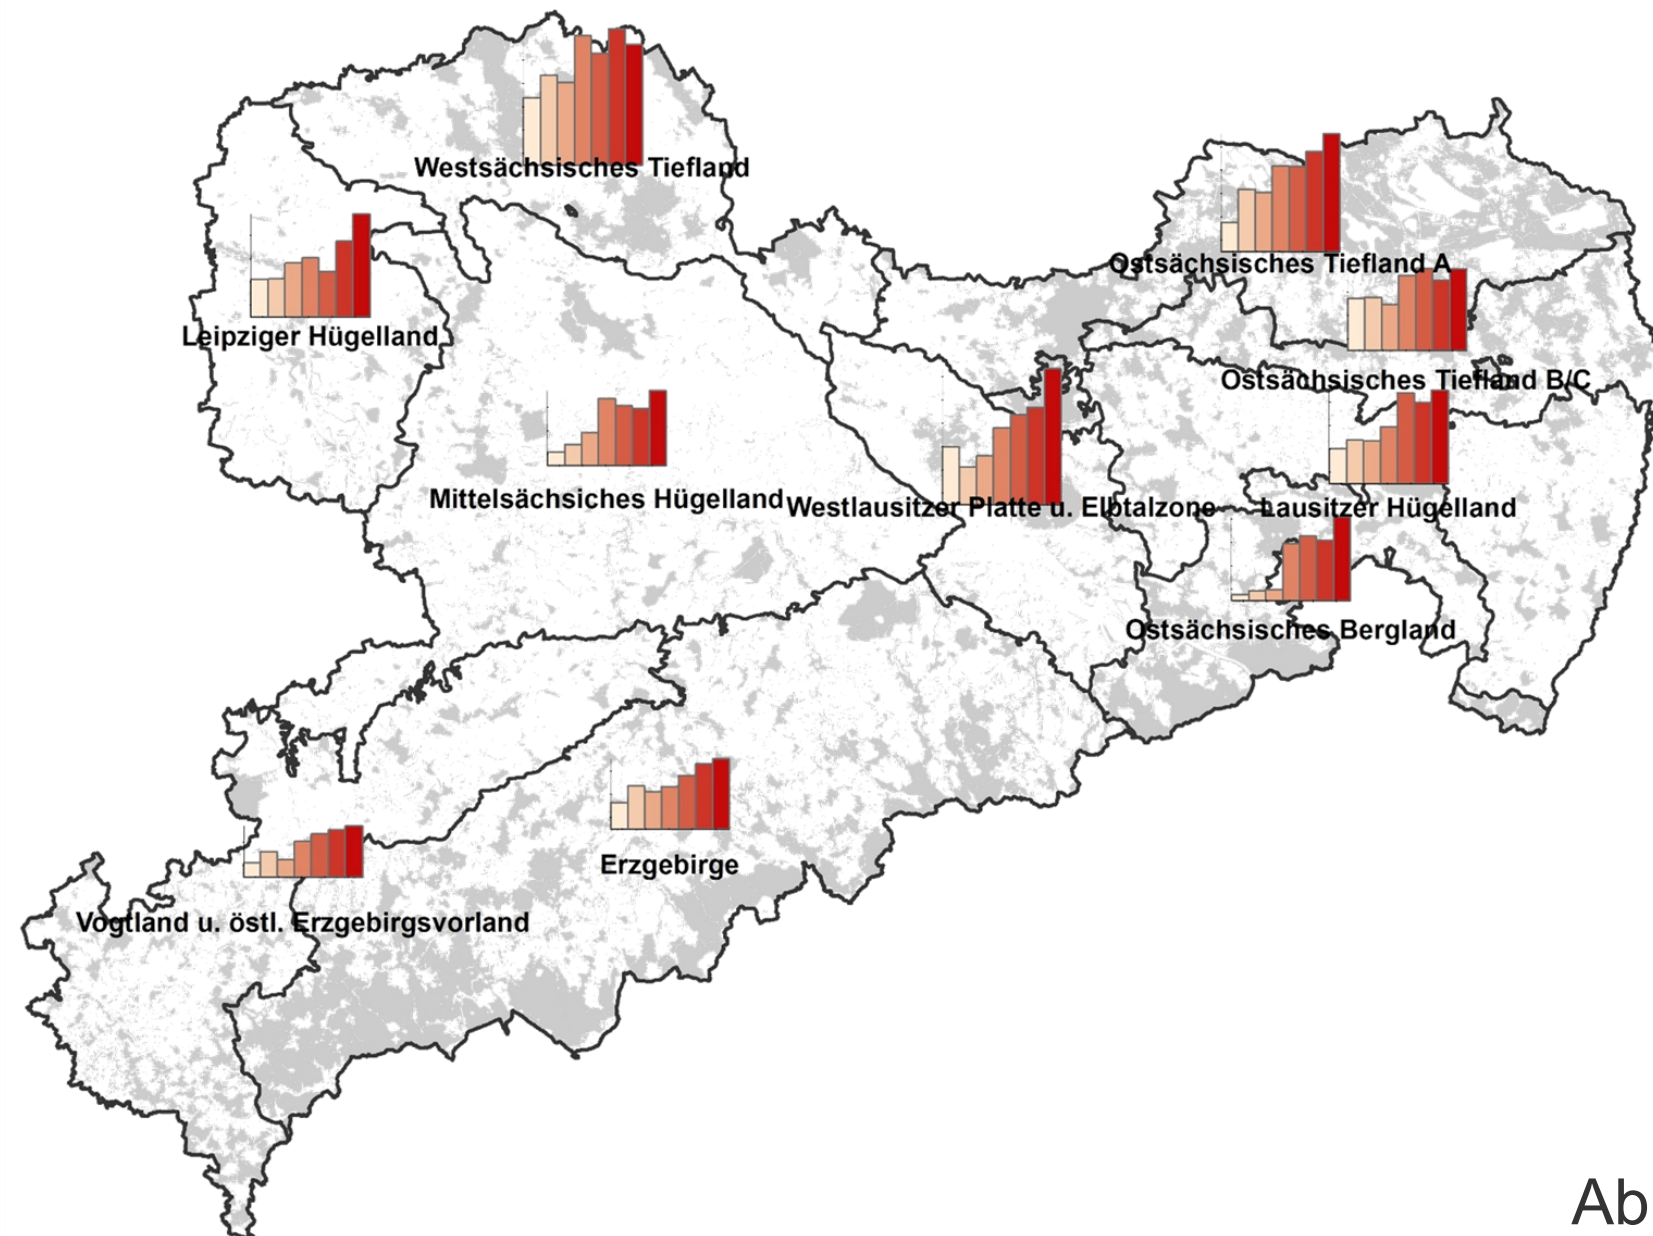 Westsächsisches Tiefland
Ostsächsisches Tiefland A
Leipziger Hügelland
Ostsächsisches Tiefland B/C
Mittelsächsiches Hügelland
Westlausitzer Platte u. Elbtalzone
Lausitzer Hügelland
Ostsächsisches Bergland
Erzgebirge
Vogtland u. östl. Erzgebirgsvorland
Ab